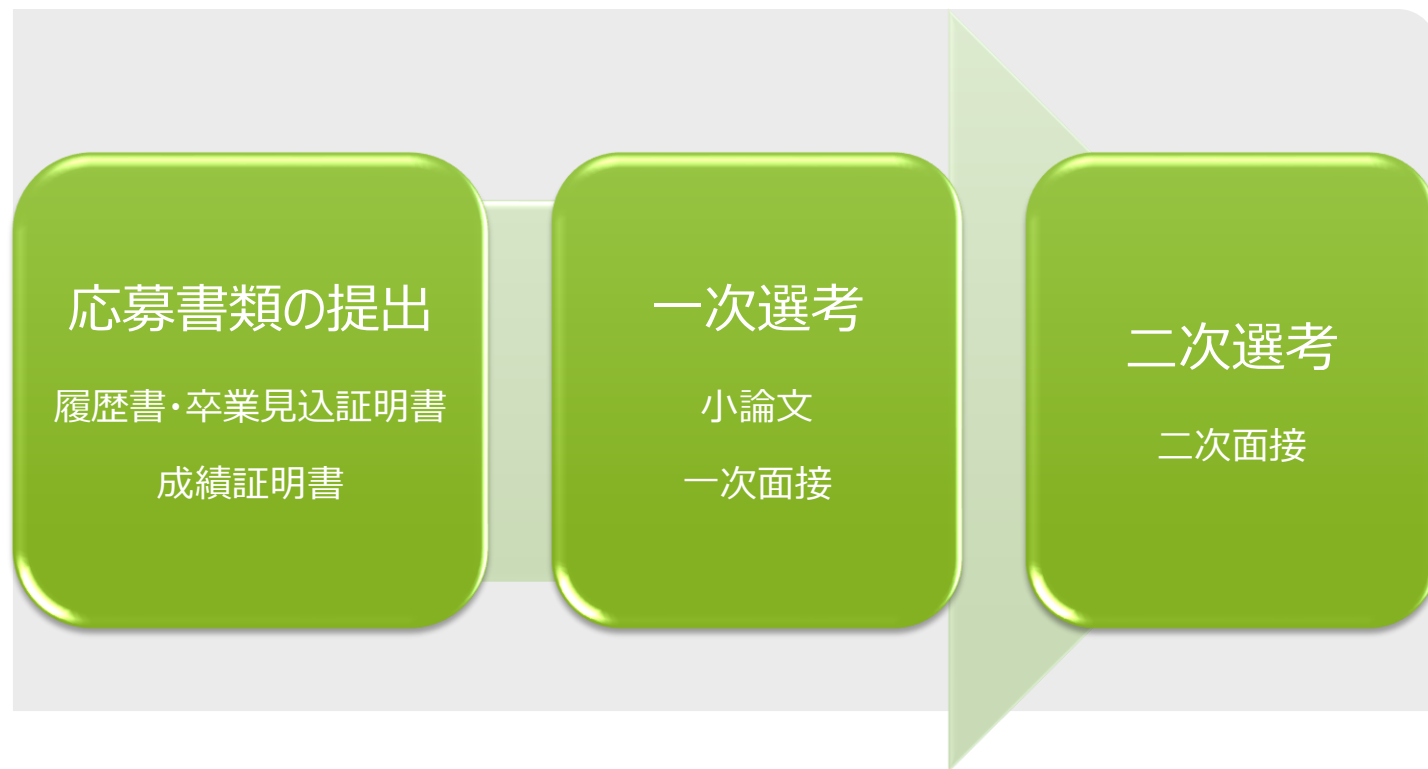 応募書類の提出
履歴書・卒業見込証明書
成績証明書
一次選考
小論文
一次面接
二次選考
二次面接